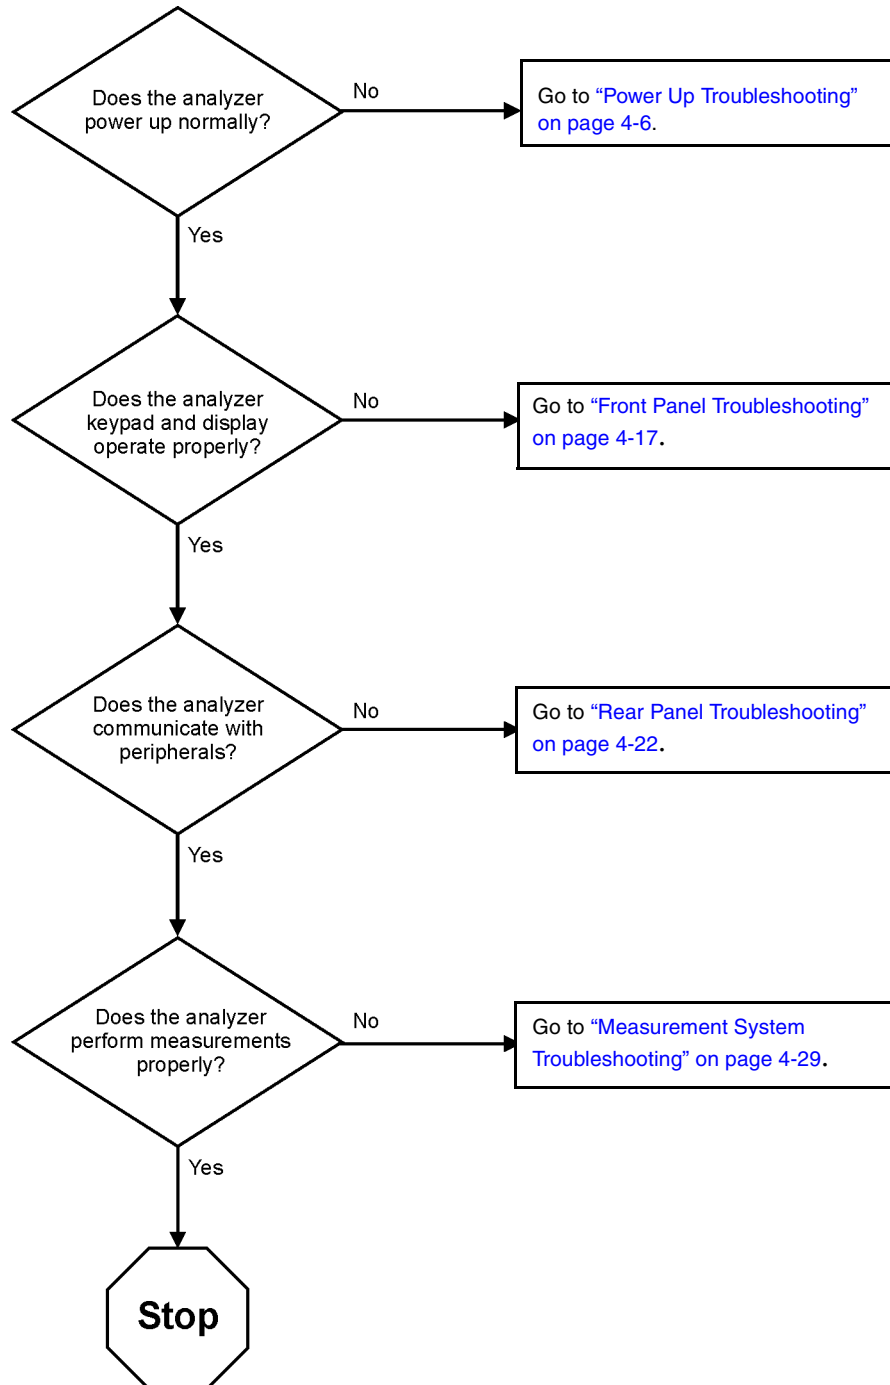 Does the analyzer
power up normally?
No
Go to “Power Up Troubleshooting”
on page 4-6.
Yes
Does the analyzer
keypad and display
operate properly?
No
Go to “Front Panel Troubleshooting”
on page 4-17.
Yes
Does the analyzer
communicate with
peripherals?
No
Go to “Rear Panel Troubleshooting”
on page 4-22.
Yes
Does the analyzer
perform measurements
properly?
No
Go to “Measurement System
Troubleshooting” on page 4-29.
Yes
Stop